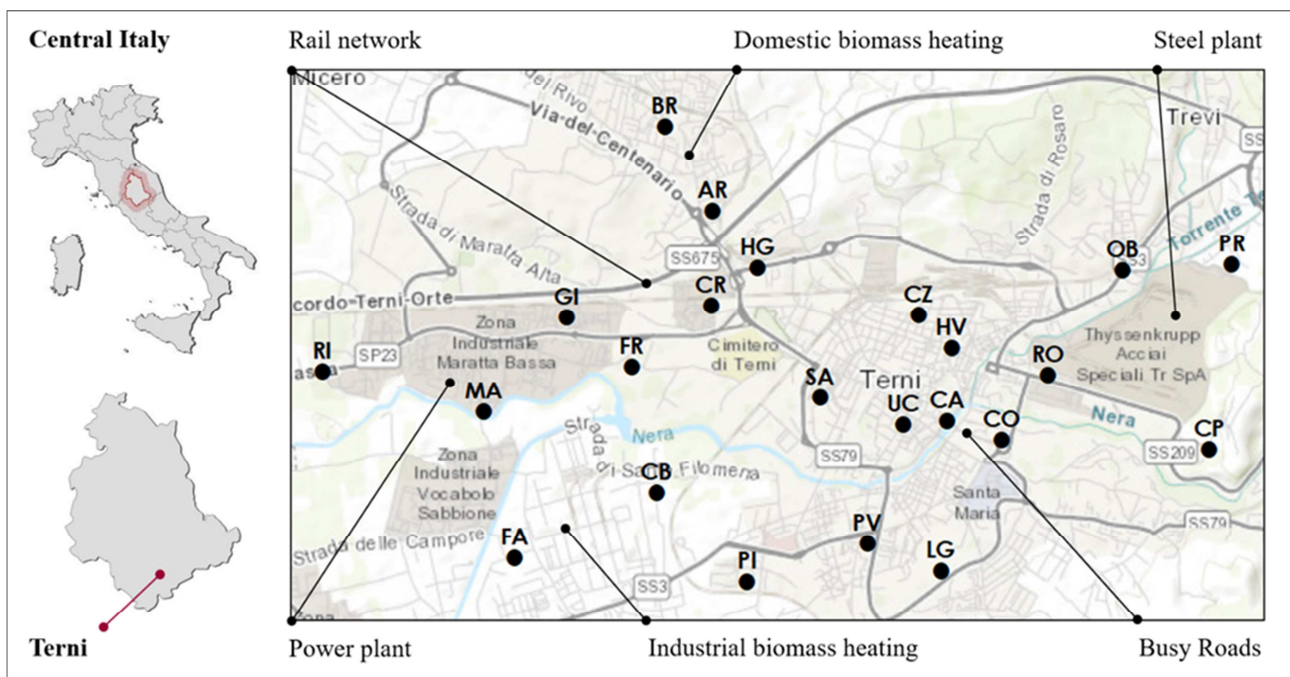 Central Italy
Rail network
Domestic biomass heating
Steel plant
Micero
del Rivo
Trevi
BR
Via del Centenario
Strada di Rosaro
AR
Strada di Maratta Alta
HG
SS675
OB
SS3
PR
CR
GI
CZ
Zona
Industriale
Maratta Bassa
HV
Thyssenkrupp
Acciai
Speciali Tr SpA
RI
SP23
FR
Cimitero
di Terni
RO
MA
SA
Terni
UC
CA
CO
Nera
Nera
CP
SS79
SS209
Zona
Industriale
Vocabolo
Sabbione
CB
Santa
Maria
SS79
Strada delle Campore
FA
PV
PI
LG
SS3
Terni
Power plant
Industrial biomass heating
Busy Roads